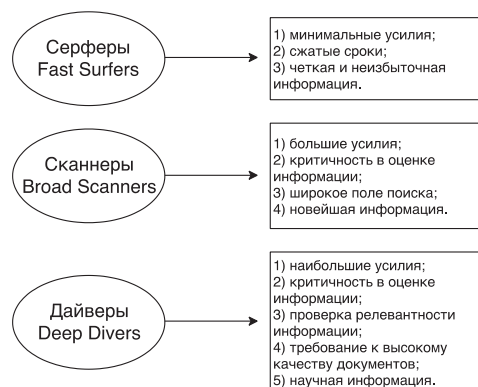 Серферы
Fast Surfers
1) минимальные усилия;
2) сжатые сроки;
3) четкая и неизбыточная
информация.
Сканнеры
Broad Scanners
1) большие усилия;
2) критичность в оценке
информации;
3) широкое поле поиска;
4) новейшая информация.
Дайверы
Deep Divers
1) наибольшие усилия;
2) критичность в оценке
информации;
3) проверка релевантности
информации;
4) требование к высокому
качеству документов;
5) научная информация.